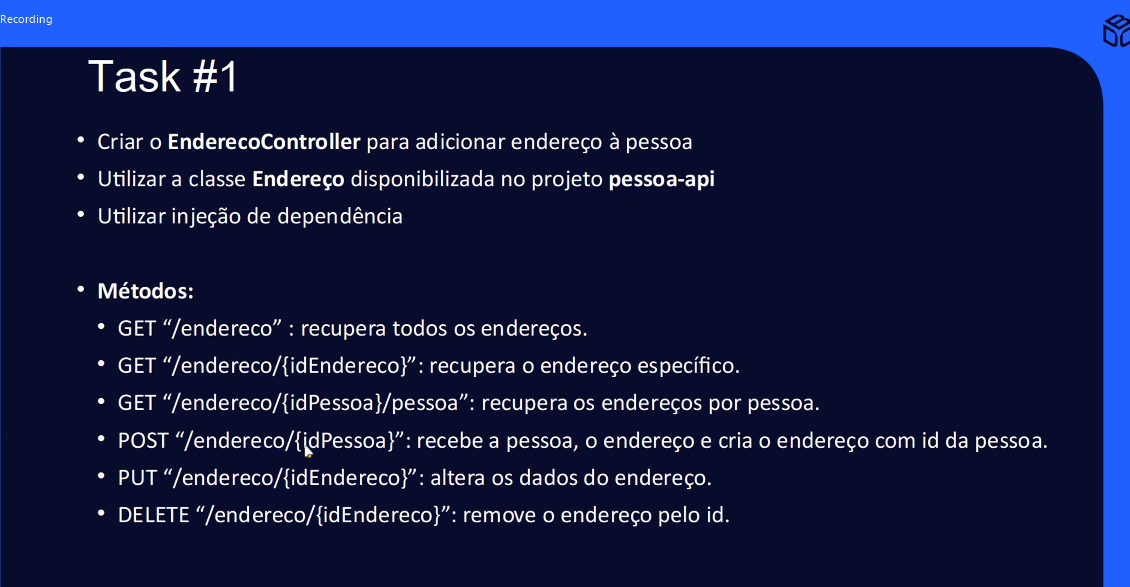 Recording
Task #1
• Criar o EnderecoController para adicionar endereço à pessoa
• Utilizar a classe Endereço disponibilizada no projeto pessoa-api
• Utilizar injeção de dependência
• Métodos:
• GET “/endereco” : recupera todos os endereços.
• GET “/endereco/{idEndereco}”: recupera o endereço específico.
• GET “/endereco/{idPessoa}/pessoa”: recupera os endereços por pessoa.
• POST “/endereco/{idPessoa}”: recebe a pessoa, o endereço e cria o endereço com id da pessoa.
• PUT “/endereco/{idEndereco}”: altera os dados do endereço.
• DELETE “/endereco/{idEndereco}”: remove o endereço pelo id.